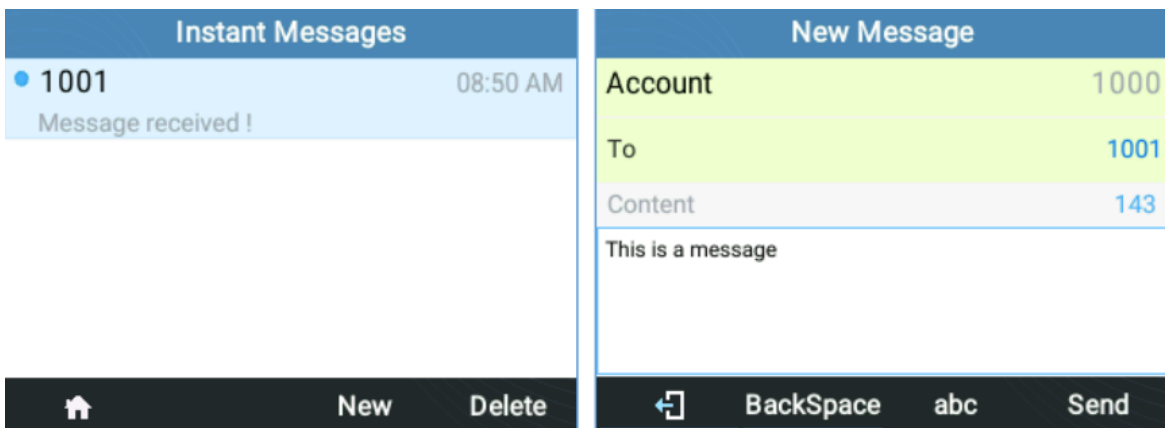 Instant Messages
1001 08:50 AM
Message received !
New Delete
New Message
Account 1000
To 1001
Content 143
This is a message
BackSpace abc Send